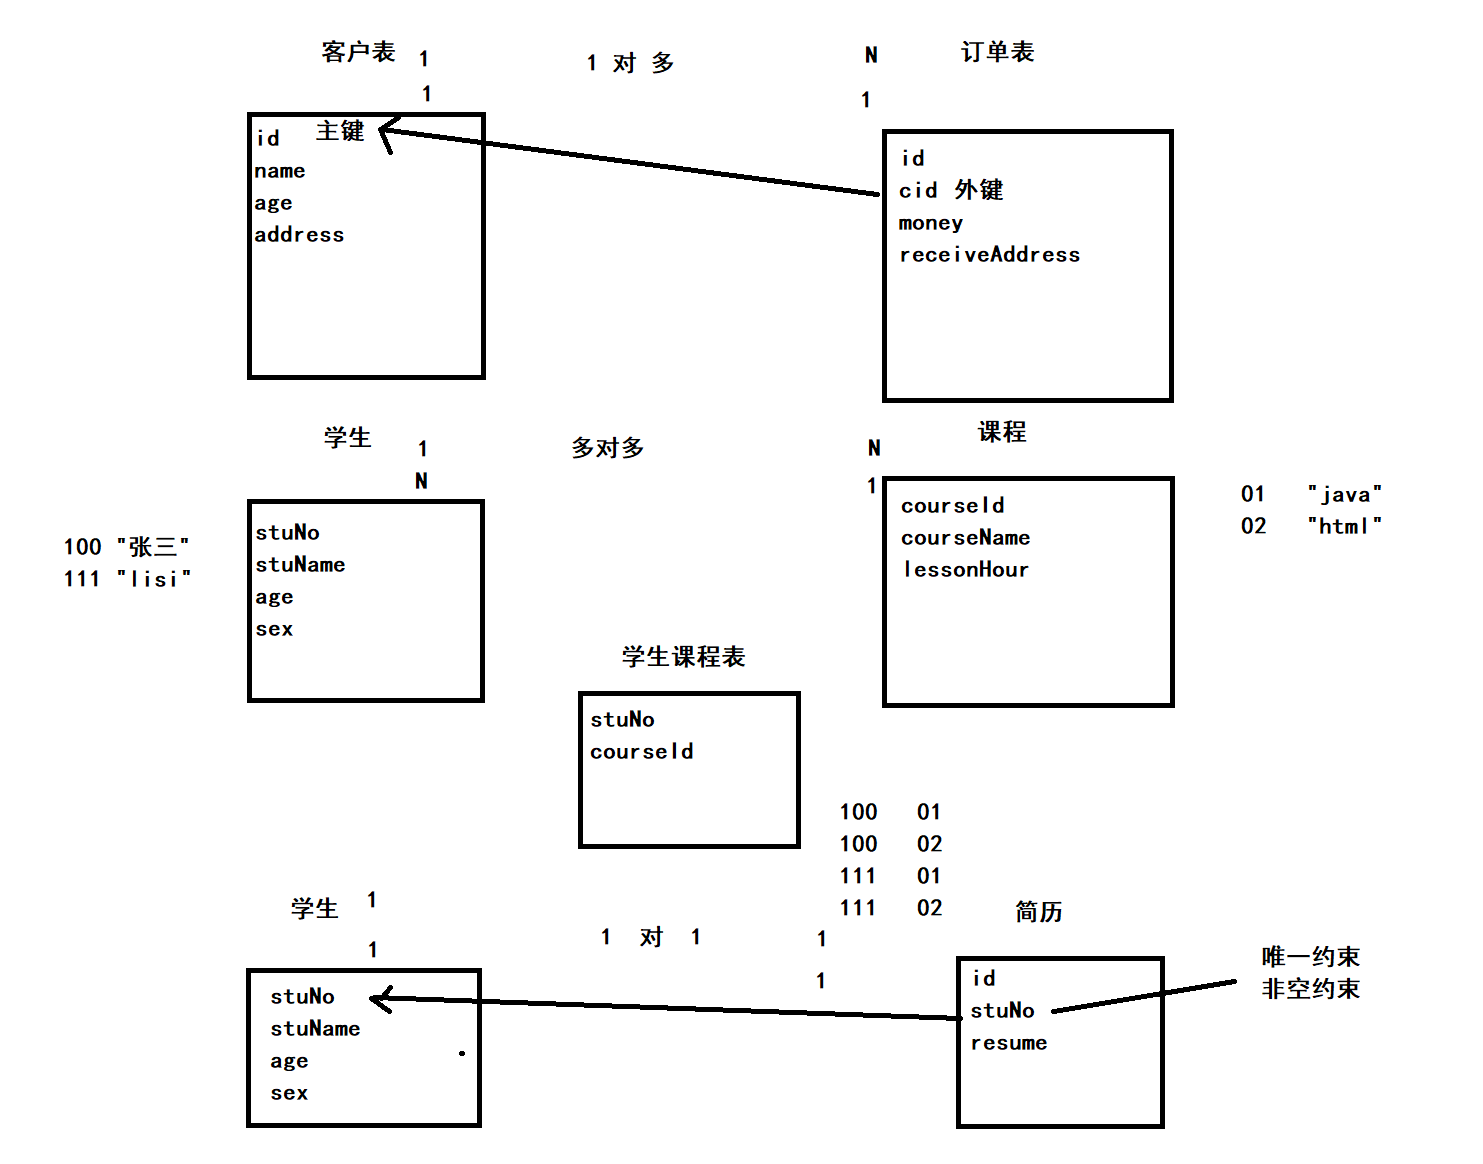 客户表 1 1 对 多 N 订单表
1 1
id 主键
name
age
address
id
cid 外键
money
receiveAddress
学生 1 多对多 N 课程
N 1
100 "张三"
111 "lisi"
stuNo
stuName
age
sex
courseId
courseName
lessonHour
01 "java"
02 "html"
学生课程表
stuNo
courseId
100 01
100 02
111 01
111 02
学生 1 1 对 1 1 简历
1 1
stuNo
stuName
age
sex
id
stuNo
resume
唯一约束
非空约束